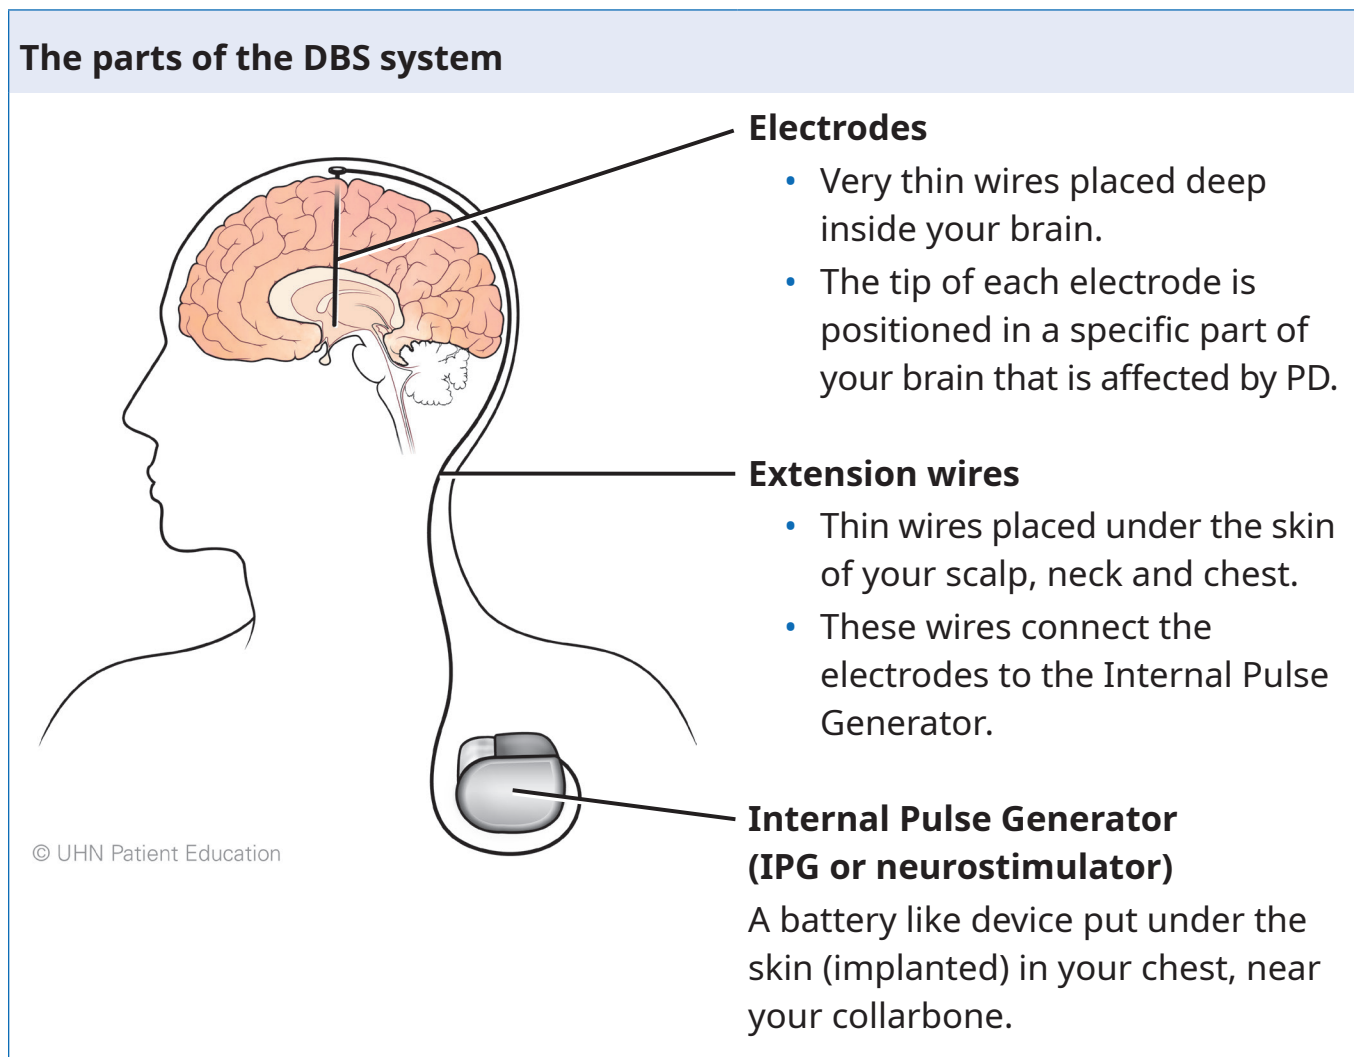 The parts of the DBS system
Electrodes
• Very thin wires placed deep
inside your brain.
• The tip of each electrode is
positioned in a specific part of
your brain that is affected by PD.
Extension wires
• Thin wires placed under the skin
of your scalp, neck and chest.
• These wires connect the
electrodes to the Internal Pulse
Generator.
Internal Pulse Generator
(IPG or neurostimulator)
A battery like device put under the
skin (implanted) in your chest, near
your collarbone.
© UHN Patient Education